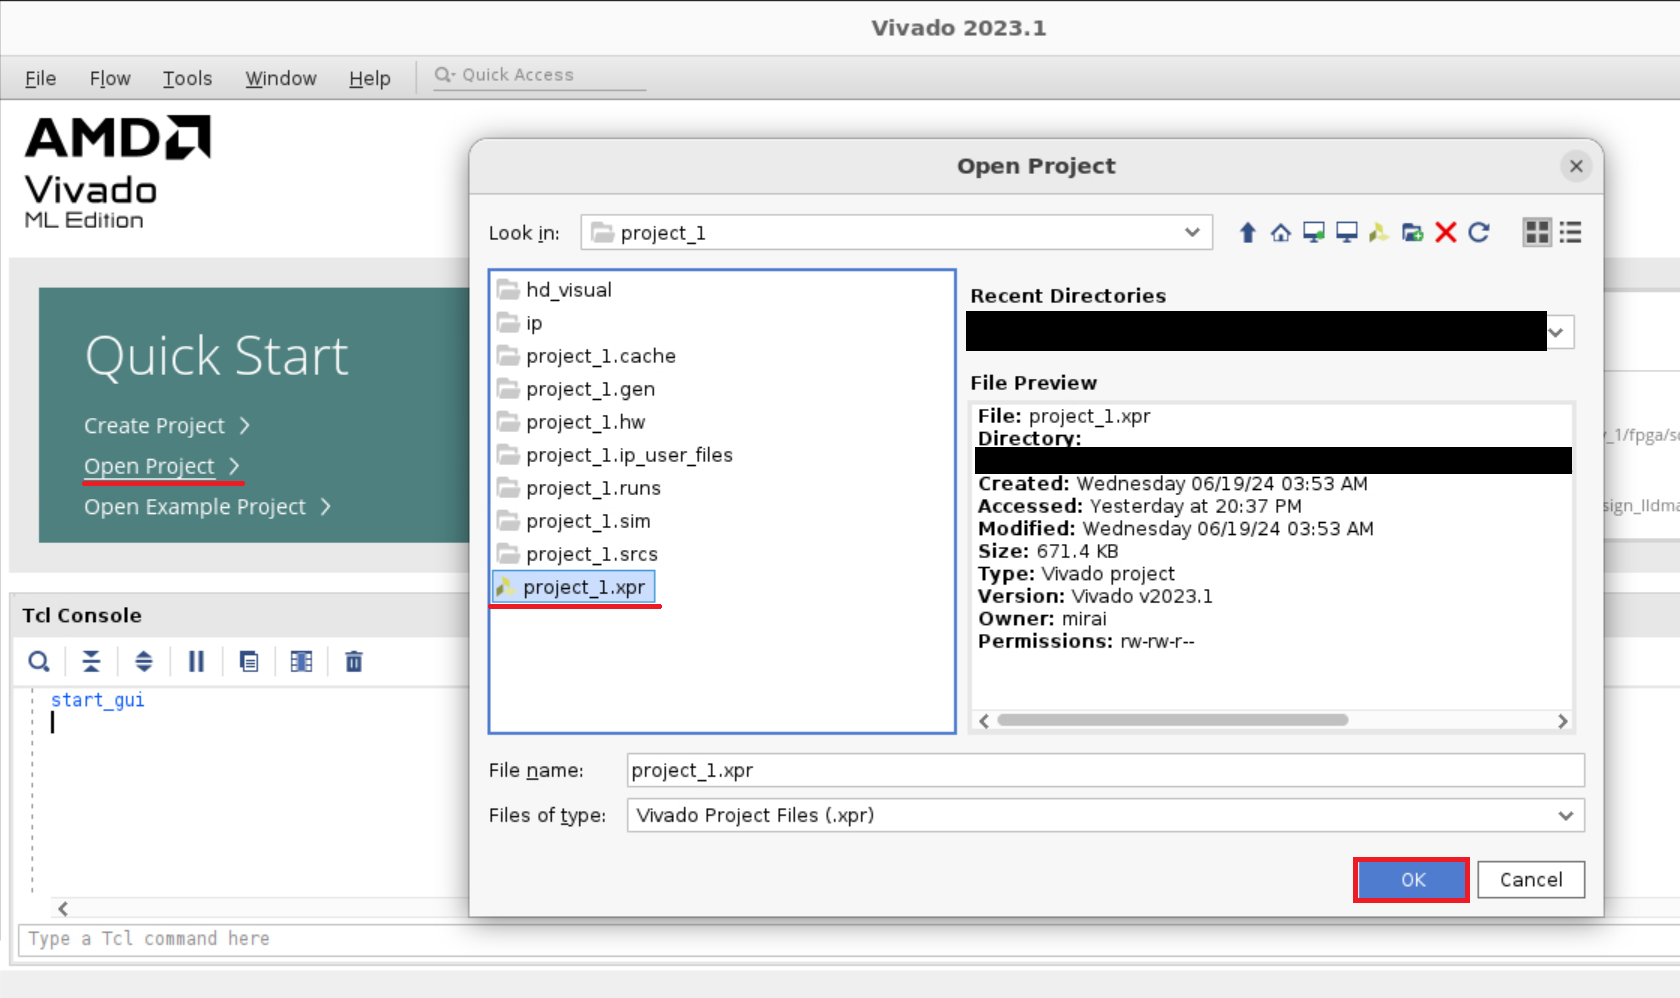 Vivado 2023.1
File Flow Tools Window Help Quick Access
AMD
Vivado
ML Edition
Quick Start
Create Project
Open Project
Open Example Project
Tcl Console
start_gui
Type a Tcl command here
Open Project
Look in: project_1
hd_visual
ip
project_1.cache
project_1.gen
project_1.hw
project_1.ip_user_files
project_1.runs
project_1.sim
project_1.srcs
project_1.xpr
Recent Directories
File Preview
File: project_1.xpr
Directory:
Created: Wednesday 06/19/24 03:53 AM
Accessed: Yesterday at 20:37 PM
Modified: Wednesday 06/19/24 03:53 AM
Size: 671.4 KB
Type: Vivado project
Version: Vivado v2023.1
Owner: mirai
Permissions: rw-rw-r--
File name: project_1.xpr
Files of type: Vivado Project Files (.xpr)
OK Cancel